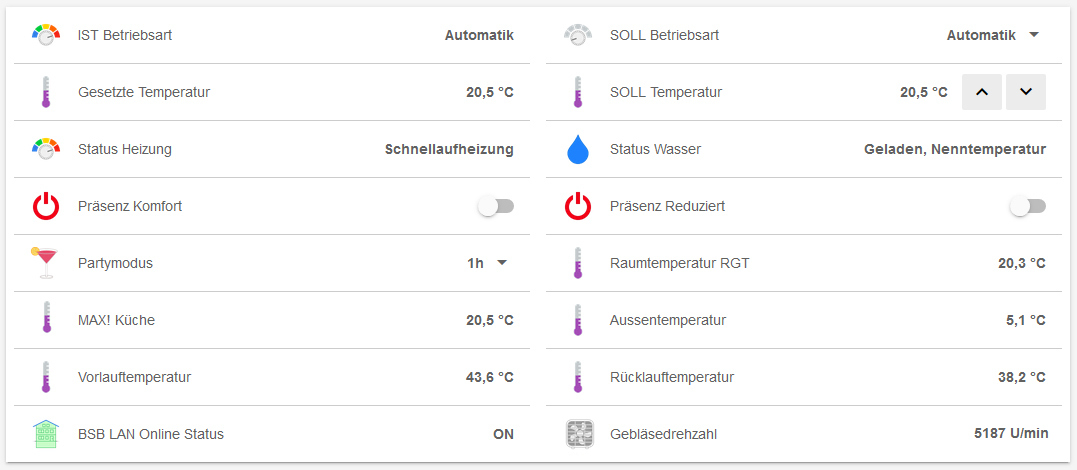 IST Betriebsart Automatik
SOLL Betriebsart Automatik
Gesetzte Temperatur 20,5 °C
SOLL Temperatur 20,5 °C
Status Heizung Schnellaufheizung
Status Wasser Geladen, Nenntemperatur
Präsenz Komfort
Präsenz Reduziert
Partymodus 1h
Raumtemperatur RGT 20,3 °C
MAX! Küche 20,5 °C
Aussentemperatur 5,1 °C
Vorlauftemperatur 43,6 °C
Rücklauftemperatur 38,2 °C
BSB LAN Online Status ON
Gebläsedrehzahl 5187 U/min